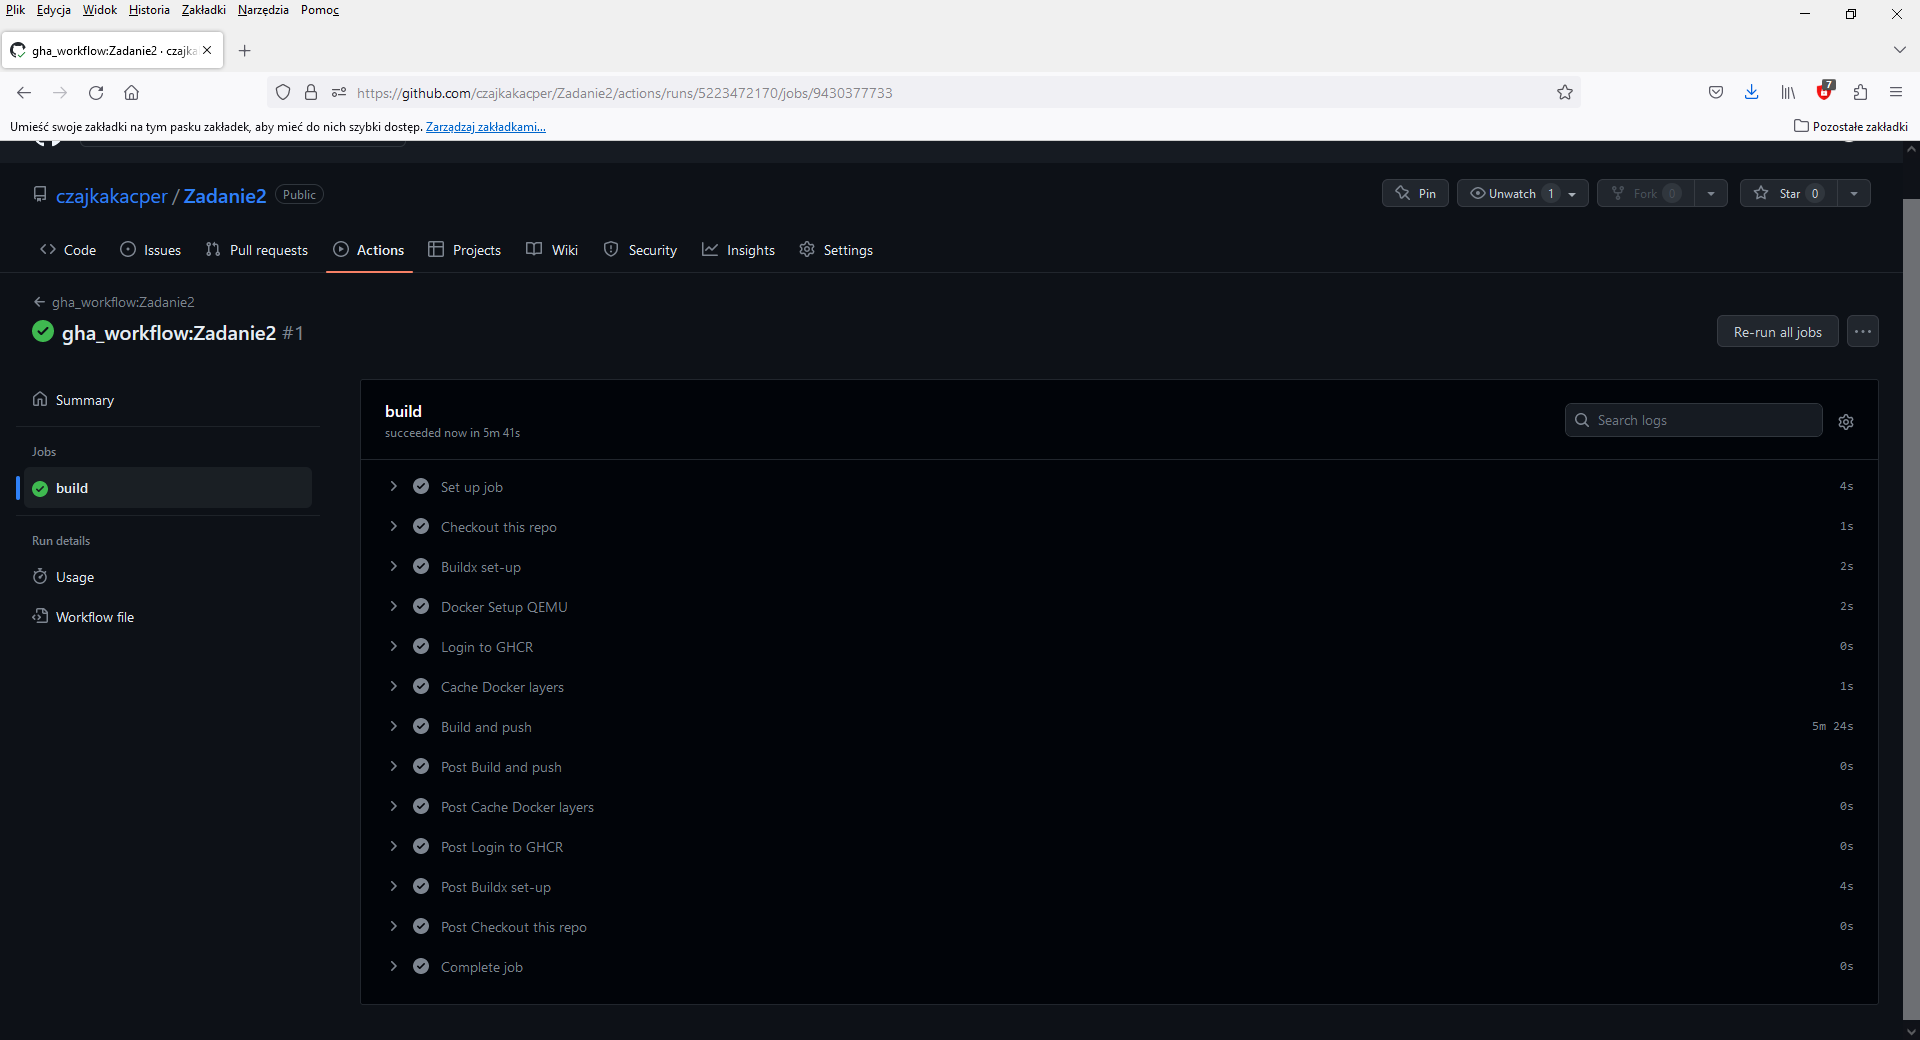 Plik Edycja Widok Historia Zakładki Narzędzia Pomoc
gha_workflow:Zadanie2 · czajka
https://github.com/czajkakacper/Zadanie2/actions/runs/5223472170/jobs/9430377733
7
Umieść swoje zakładki na tym pasku zakładek, aby mieć do nich szybki dostęp. Zarządzaj zakładkami...
Pozostałe zakładki
czajkakacper / Zadanie2 Public
Pin Unwatch 1 Fork 0 Star 0
Code Issues Pull requests Actions Projects Wiki Security Insights Settings
gha_workflow:Zadanie2
gha_workflow:Zadanie2 #1
Re-run all jobs
Summary
Jobs
build
Run details
Usage
Workflow file
build
succeeded now in 5m 41s
Search logs
Set up job 4s
Checkout this repo 1s
Buildx set-up 2s
Docker Setup QEMU 2s
Login to GHCR 0s
Cache Docker layers 1s
Build and push 5m 24s
Post Build and push 0s
Post Cache Docker layers 0s
Post Login to GHCR 0s
Post Buildx set-up 4s
Post Checkout this repo 0s
Complete job 0s